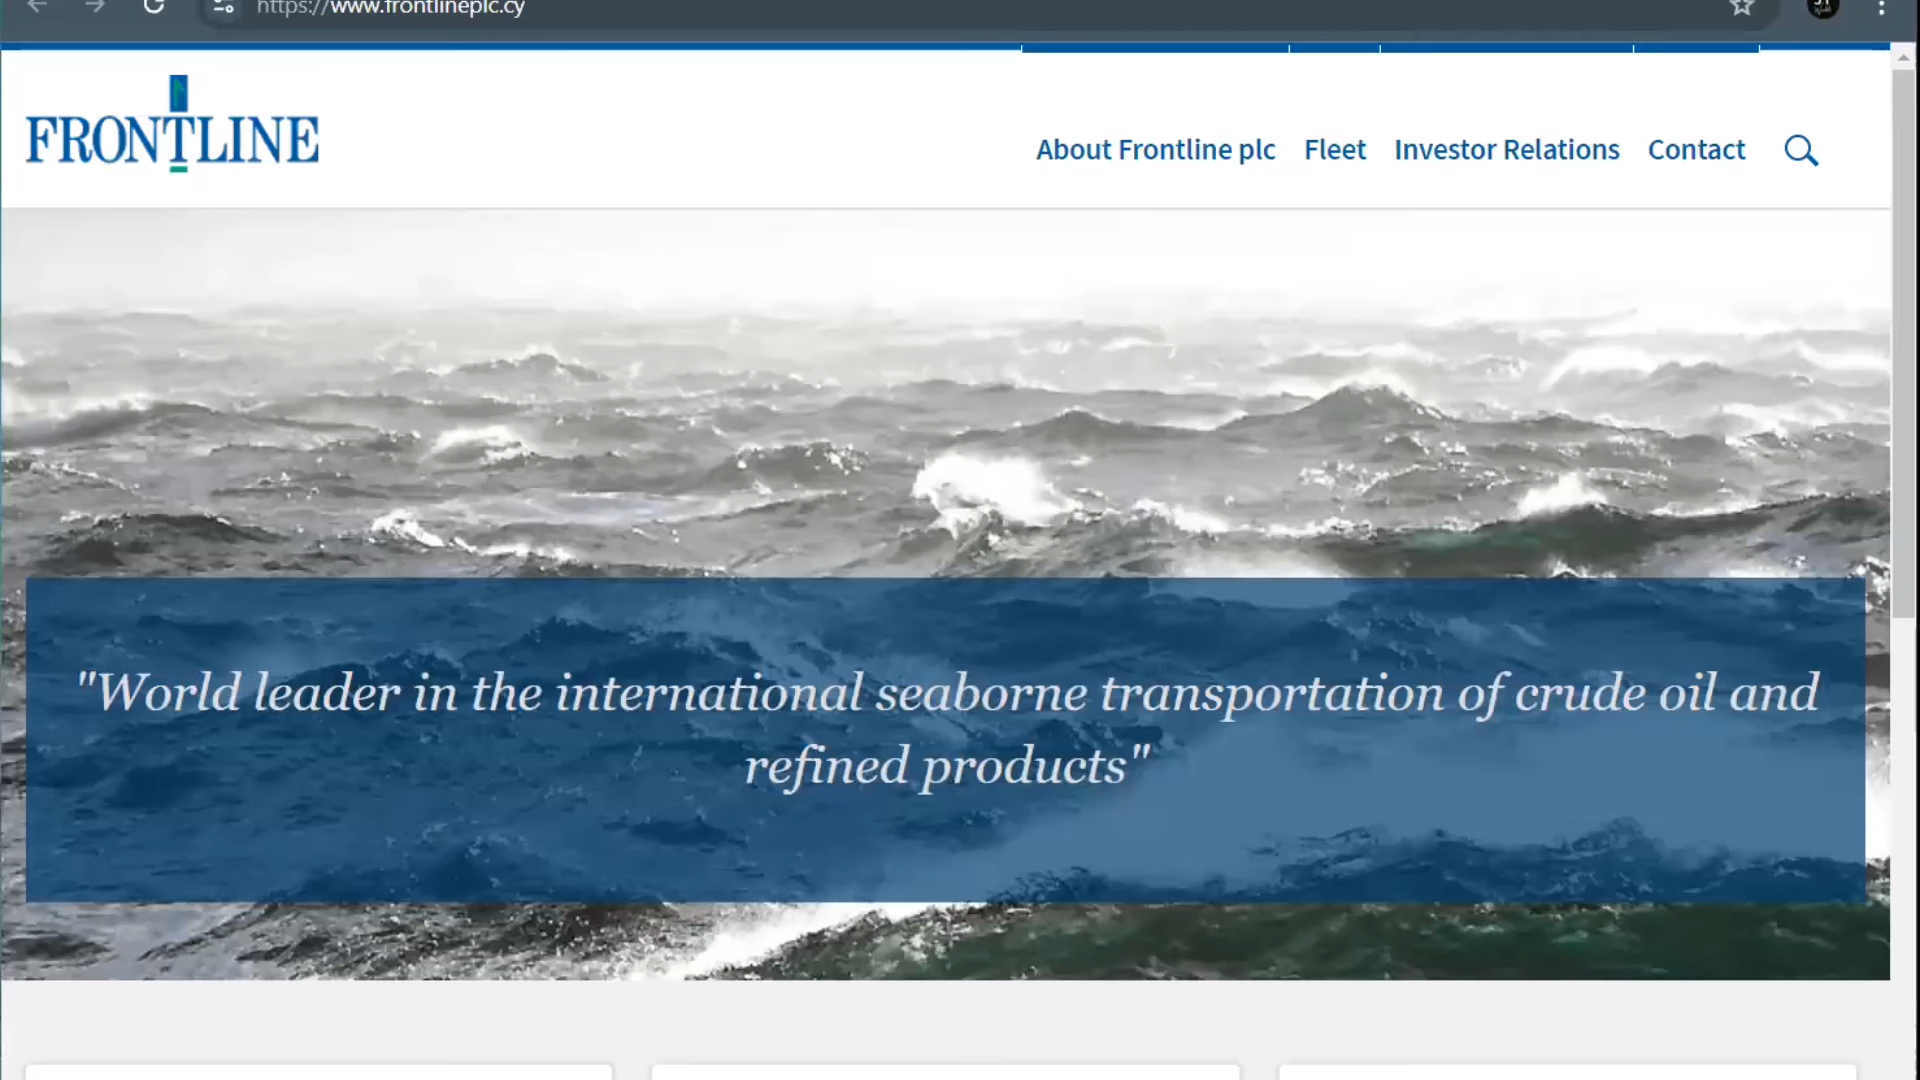 https://www.frontlineplc.cy
FRONTLINE
About Frontline plc Fleet Investor Relations Contact
"World leader in the international seaborne transportation of crude oil and
refined products"